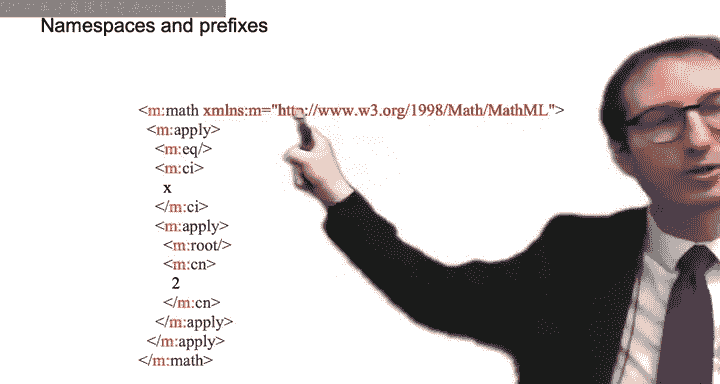 Namespaces and prefixes
<m:math xmlns:m="http://www.w3.org/1998/Math/MathML">
<m:apply>
<m:eq/>
<m:ci>
x
</m:ci>
<m:apply>
<m:root/>
<m:cn>
2
</m:cn>
</m:apply>
</m:apply>
</m:math>